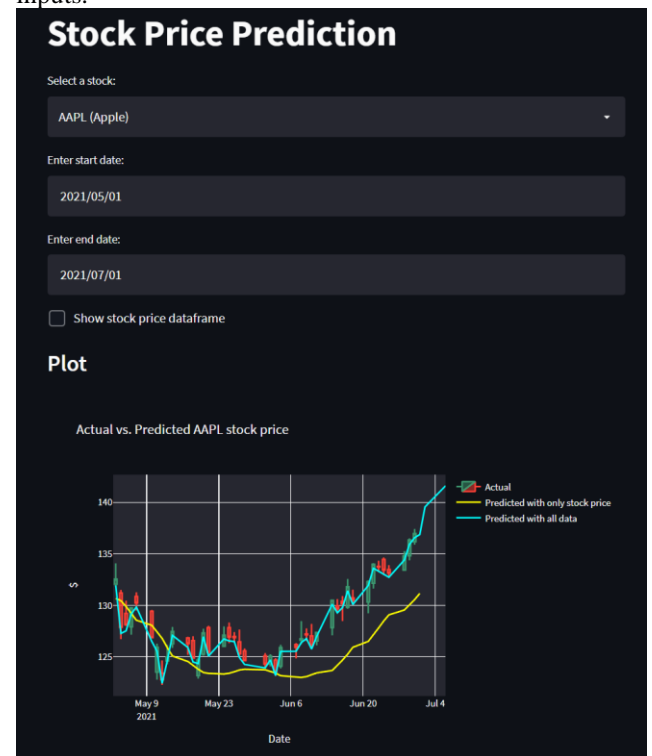 inputs.
Stock Price Prediction
Select a stock:
AAPL (Apple)
Enter start date:
2021/05/01
Enter end date:
2021/07/01
Show stock price dataframe
Plot
Actual vs. Predicted AAPL stock price
Actual
Predicted with only stock price
Predicted with all data
140
135
130
125
$
May 9
2021
May 23
Jun 6
Jun 20
Jul 4
Date